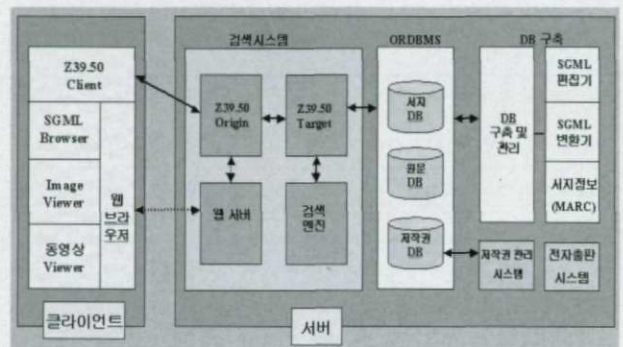 Z39.50
Client
SGML
Browser
Image
Viewer
동영상
Viewer
웹
브라
우저
클라이언트
검색시스템
Z39.50
Origin
Z39.50
Target
웹 서버
검색
엔진
ORDBMS
서지
DB
원문
DB
저작권
DB
DB 구축
DB
구축 및
관리
SGML
편집기
SGML
변환기
서지정보
(MARC)
저작권 관리
시스템
전자출판
시스템
서버